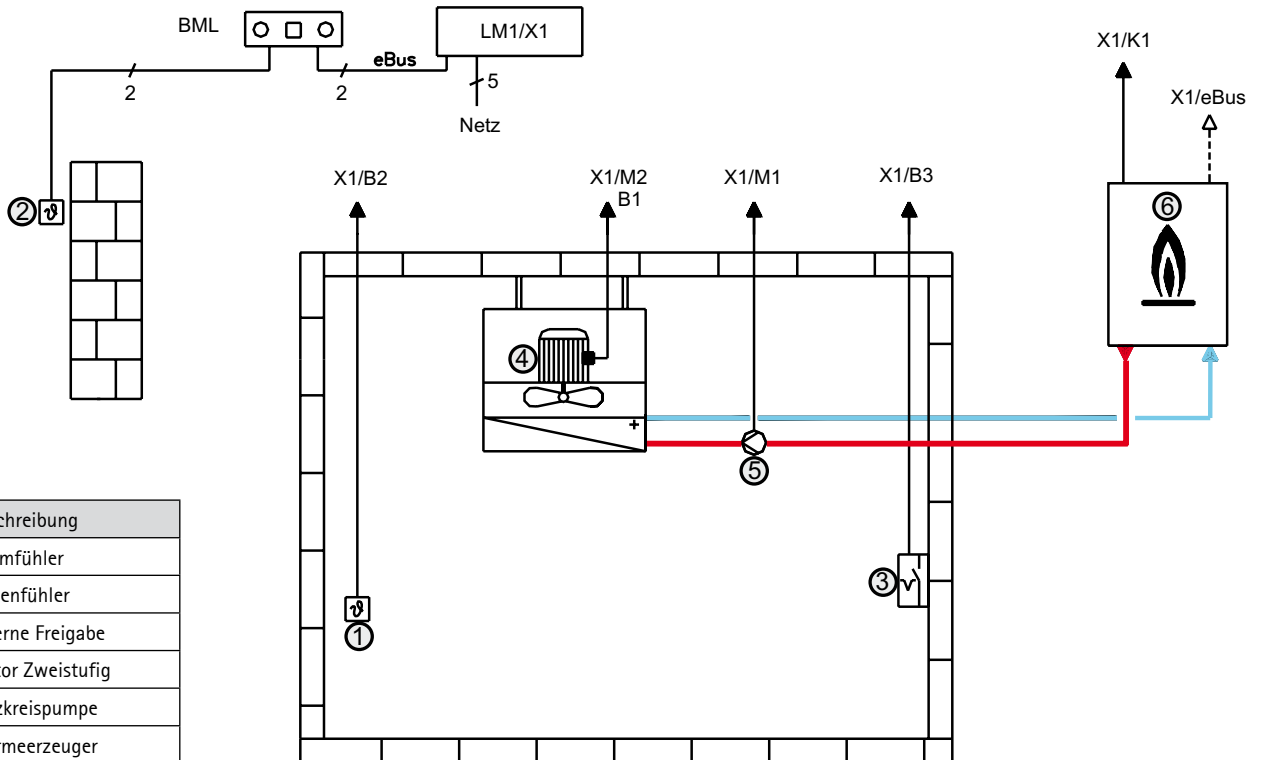 BML
LM1/X1
eBus
2
2
5
Netz
X1/K1
X1/eBus
X1/B2
X1/M2
B1
X1/M1
X1/B3
2
ϑ
6
4
+
5
3
ϑ
1
chreibung
mfühler
enfühler
erne Freigabe
tor Zweistufig
zkreispumpe
rmeerzeuger